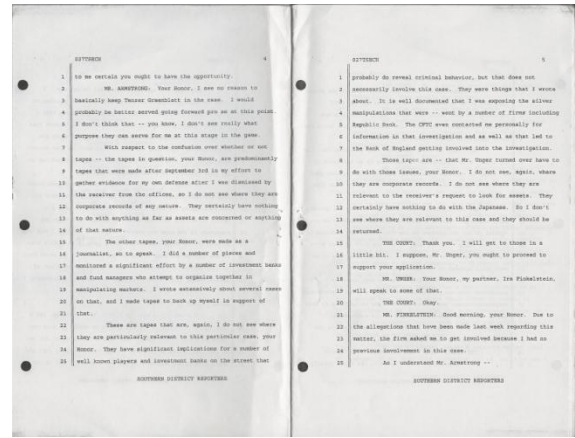 4
1 to me certain you ought to have the opportunity.
2 MR. ARMSTRONG: Your Honor, I see no reason to
3 basically keep Tenzer Greenblatt in the case. I would
4 probably be better served going forward pro se at this point.
5 I don't think that -- you know, I don't see really what
6 purpose they can serve for me at this stage in the game.
7 With respect to the confusion over whether or not
8 tapes -- the tapes in question, your Honor, are predominantly
9 tapes that were made after September 3rd in my effort to
10 gather evidence for my own defense after I was dismissed by
11 the receiver from the offices, so I do not see where they are
12 corporate records of any nature. They certainly have nothing
13 to do with anything as far as assets are concerned or anything
14 of that nature.
15 The other tapes, your Honor, were made as a
16 journalist, so to speak. I did a number of pieces and
17 monitored a significant effort by a number of investment banks
18 and fund managers who attempt to organize together in
19 manipulating markets. I wrote extensively about several cases
20 on that, and I made tapes to back up myself in support of
21 that.
22 These are tapes that are, again, I do not see where
23 they are particularly relevant to this particular case, your
24 Honor. They have significant implications for a number of
25 well known players and investment banks on the street that
SOUTHERN DISTRICT REPORTERS
5
1 probably do reveal criminal behavior, but that does not
2 necessarily involve this case. They were things that I wrote
3 about. It is well documented that I was exposing the silver
4 manipulations that were -- went by a number of firms including
5 Republic Bank. The CFTC even contacted me personally for
6 information in that investigation and as well as that led to
7 the Bank of England getting involved into the investigation.
8 Those tapes are -- that Mr. Unger turned over have to
9 do with those issues, your Honor. I do not see, again, where
10 they are corporate records. I do not see where they are
11 relevant to the receiver's request to look for assets. They
12 certainly have nothing to do with the Japanese. So I don't
13 see where they are relevant to this case and they should be
14 returned.
15 THE COURT: Thank you. I will get to those in a
16 little bit. I suppose, Mr. Unger, you ought to proceed to
17 support your application.
18 MR. UNGER: Your Honor, my partner, Ira Finkelstein,
19 will speak to some of that.
20 THE COURT: Okay.
21 MR. FINKELSTEIN: Good morning, your Honor. Due to
22 the allegations that have been made last week regarding this
23 matter, the firm asked me to get involved because I had no
24 previous involvement in this case.
25 As I understand Mr. Armstrong --
SOUTHERN DISTRICT REPORTERS